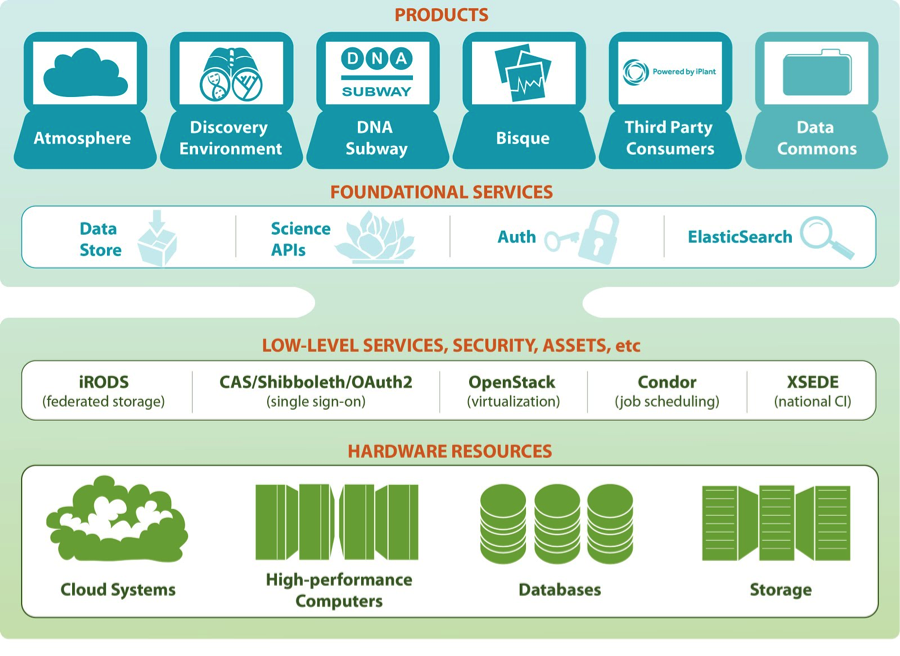 PRODUCTS
DNA
SUBWAY
Powered by iPlant
Atmosphere
Discovery
Environment
DNA
Subway
Bisque
Third Party
Consumers
Data
Commons
FOUNDATIONAL SERVICES
Data
Store
Science
APIs
Auth
ElasticSearch
LOW-LEVEL SERVICES, SECURITY, ASSETS, etc
iRODS
(federated storage)
CAS/Shibboleth/OAuth2
(single sign-on)
OpenStack
(virtualization)
Condor
(job scheduling)
XSEDE
(national CI)
HARDWARE RESOURCES
Cloud Systems
High-performance
Computers
Databases
Storage